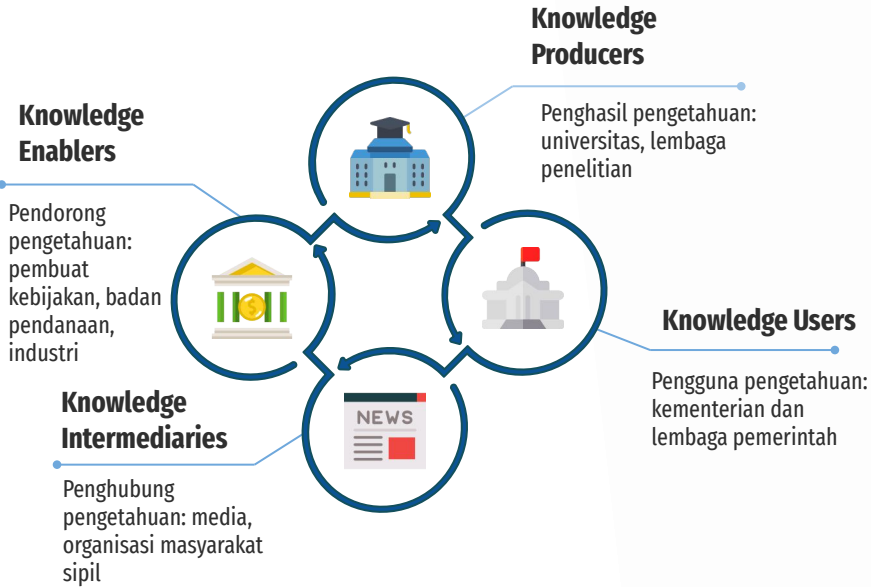 Knowledge
Producers
Penghasil pengetahuan:
universitas, lembaga
penelitian
Knowledge
Enablers
Pendorong
pengetahuan:
pembuat
kebijakan, badan
pendanaan,
industri
Knowledge Users
Pengguna pengetahuan:
kementerian dan
lembaga pemerintah
Knowledge
Intermediaries
Penghubung
pengetahuan: media,
organisasi masyarakat
sipil
NEWS
$